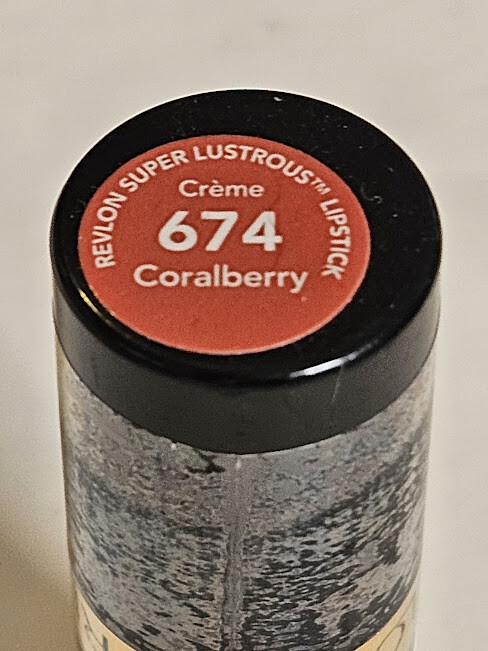 REVLON SUPER LUSTROUS™ LIPSTICK
Crème
674
Coralberry